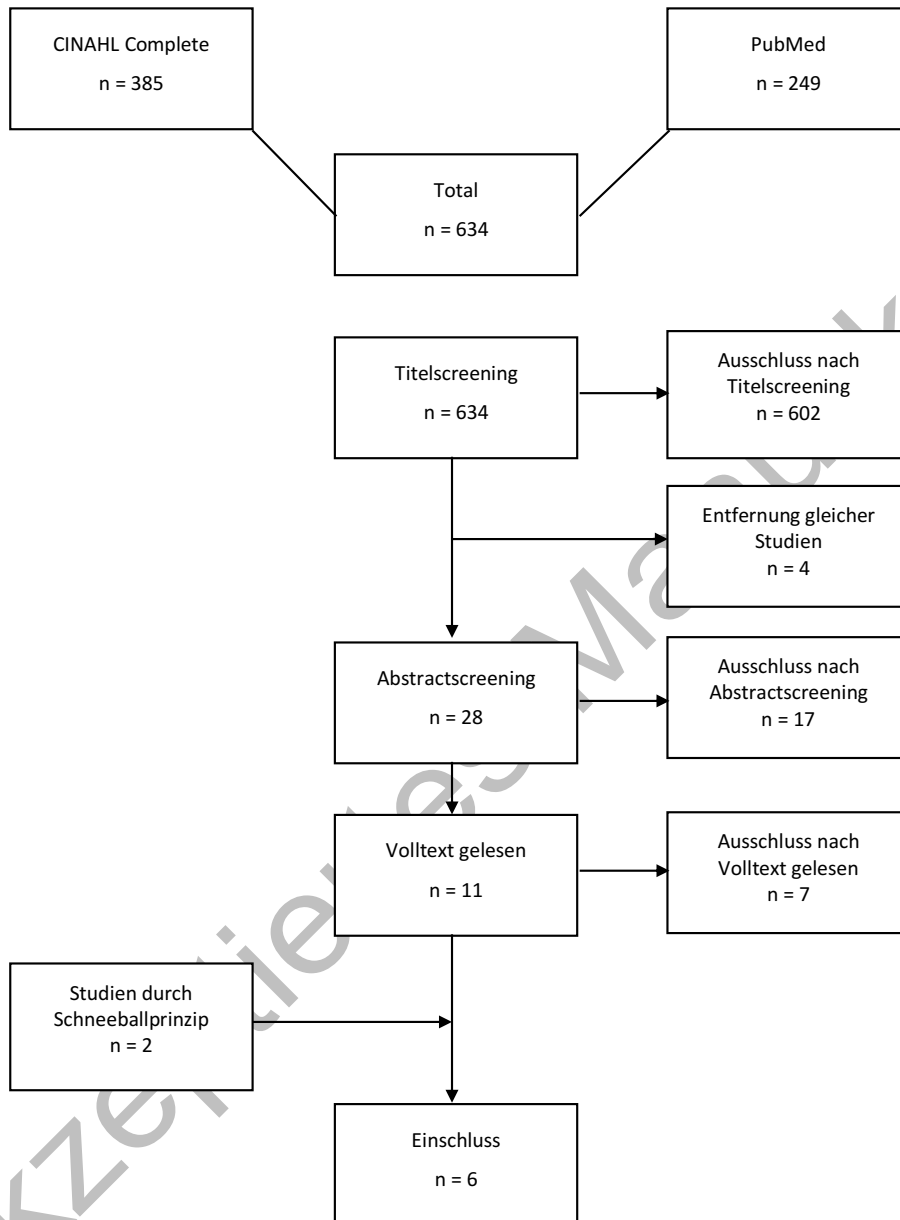 CINAHL Complete
n = 385
PubMed
n = 249
Total
n = 634
Titelscreening
n = 634
Ausschluss nach
Titelscreening
n = 602
Entfernung gleicher
Studien
n = 4
Abstractscreening
n = 28
Ausschluss nach
Abstractscreening
n = 17
Volltext gelesen
n = 11
Ausschluss nach
Volltext gelesen
n = 7
Studien durch
Schneeballprinzip
n = 2
Einschluss
n = 6